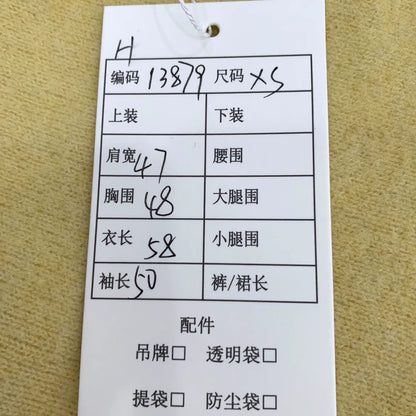 H
编码 13879 尺码 XS
上装 下装
肩宽 47 腰围
胸围 48 大腿围
衣长 58 小腿围
袖长 50 裤/裙长
配件
吊牌□ 透明袋□
提袋□ 防尘袋□